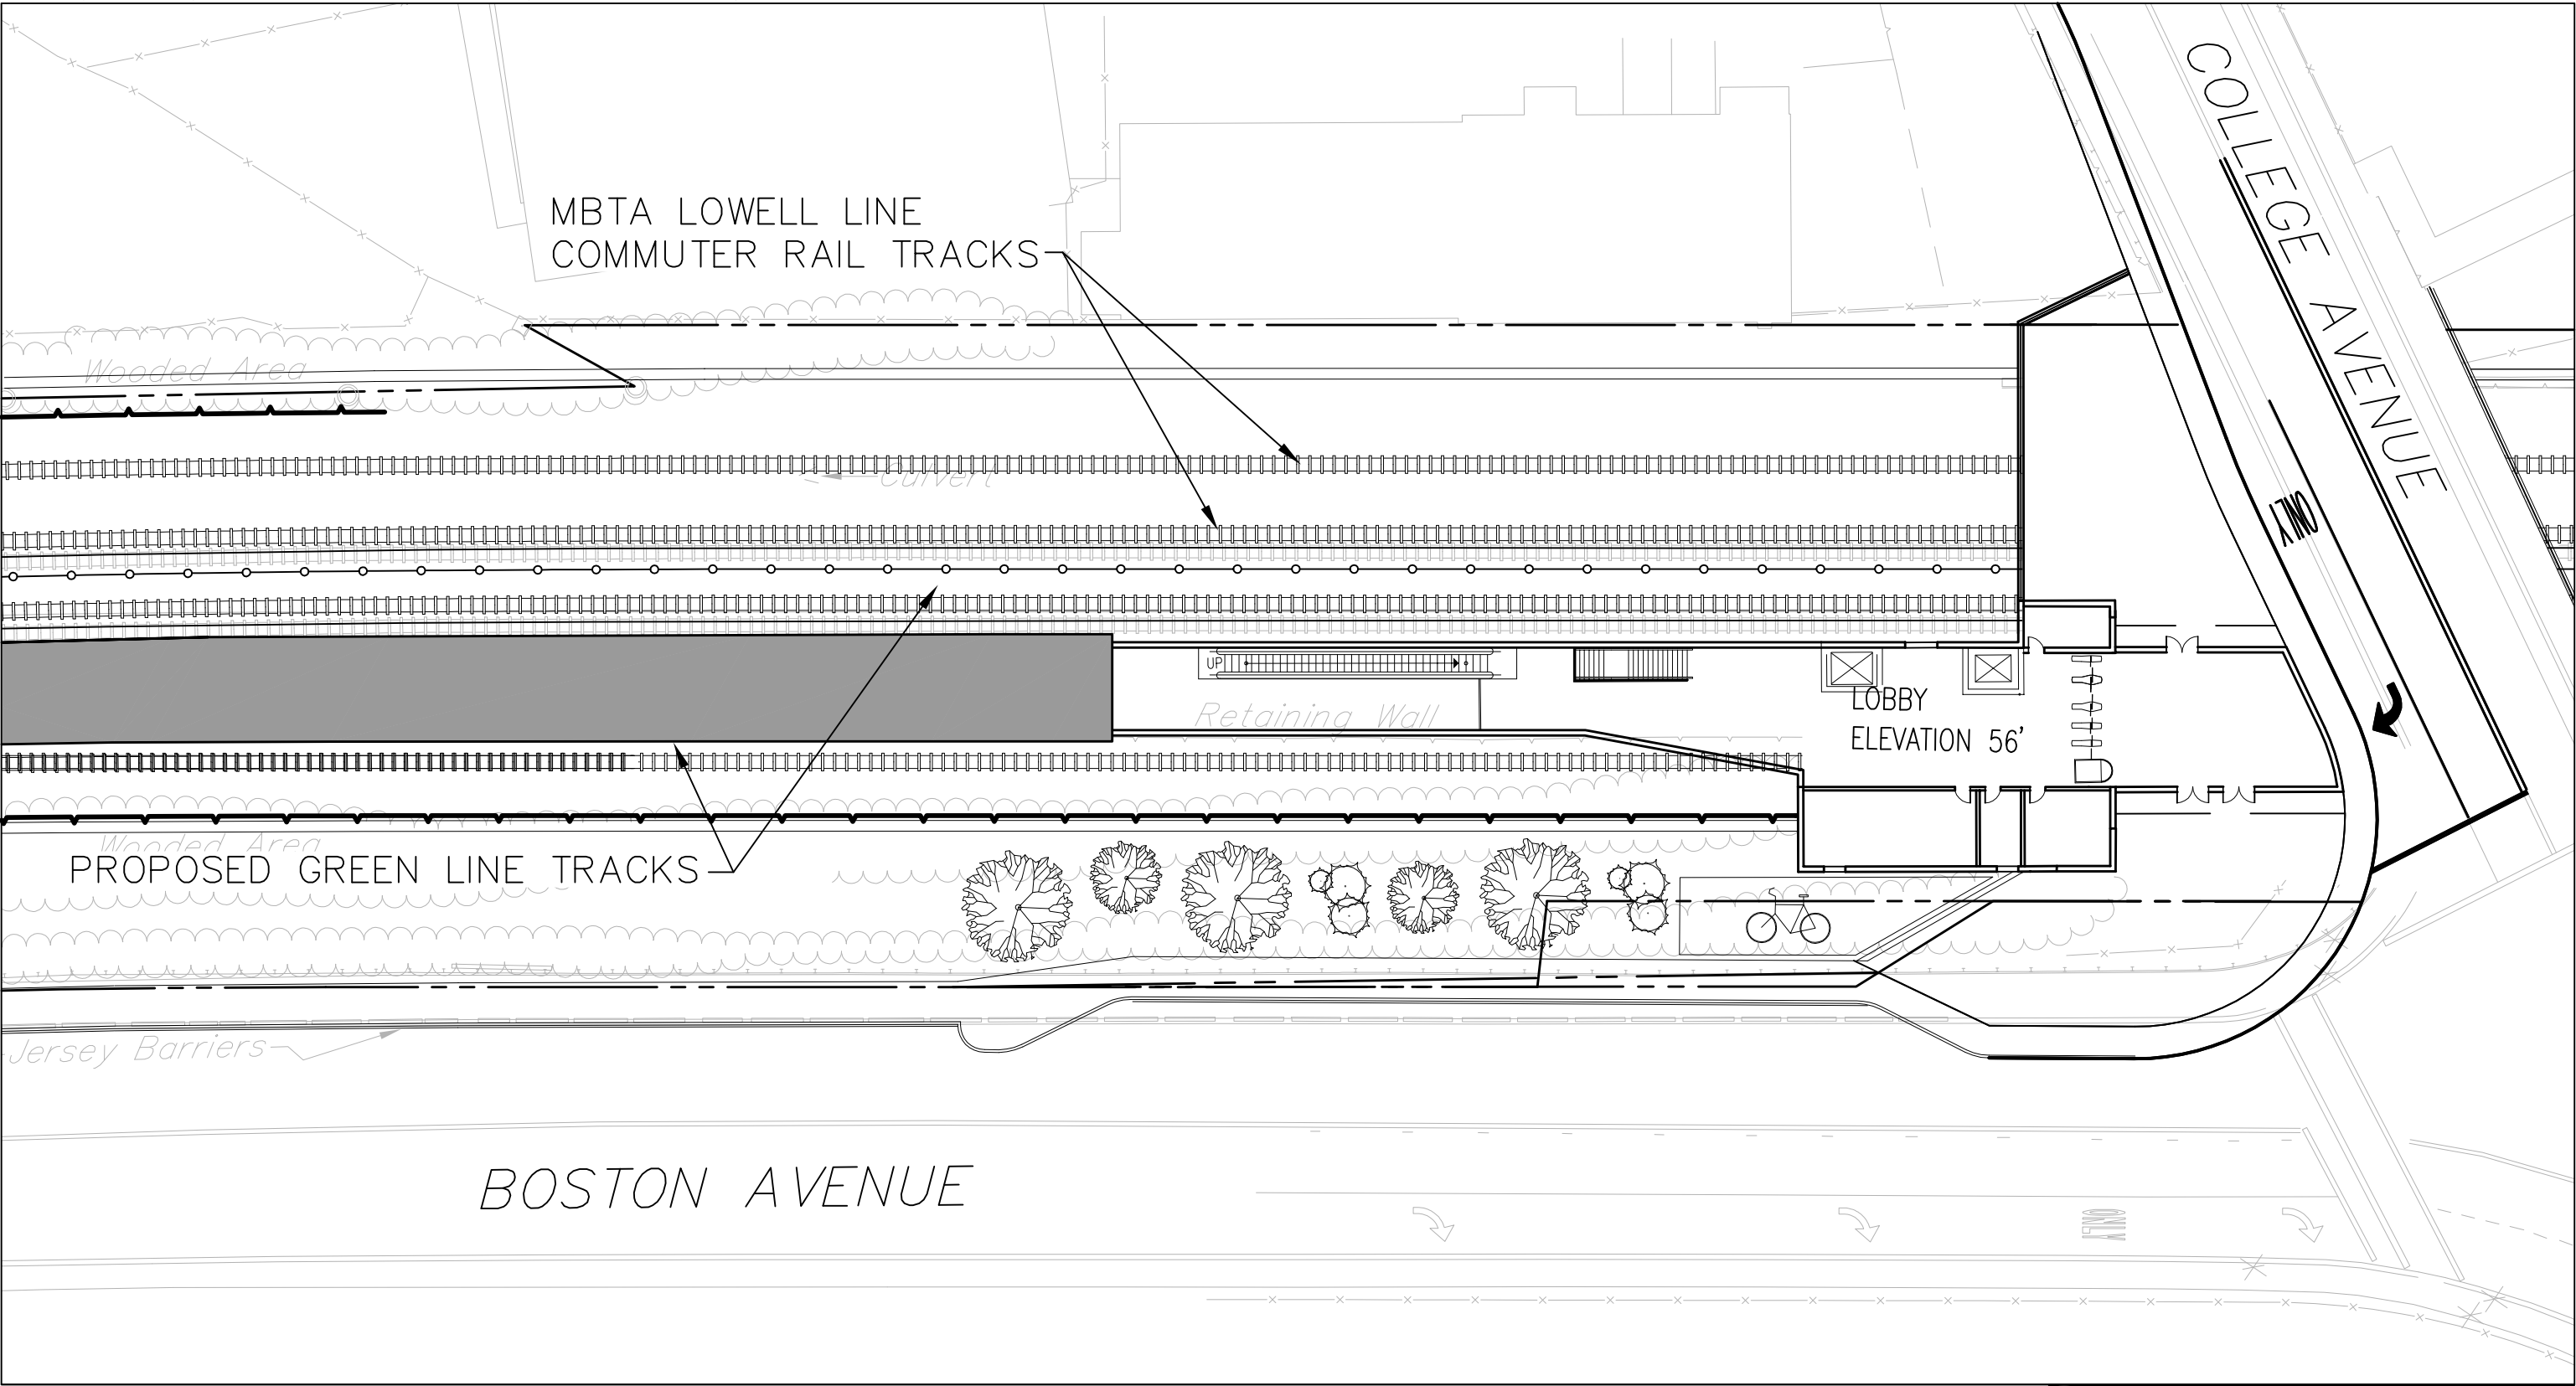 COLLEGE AVENUE
MBTA LOWELL LINE
COMMUTER RAIL TRACKS
Wooded Area
Culvert
ONLY
UP
LOBBY
ELEVATION 56'
Retaining Wall
Wooded Area
PROPOSED GREEN LINE TRACKS
Jersey Barriers
BOSTON AVENUE
ONLY